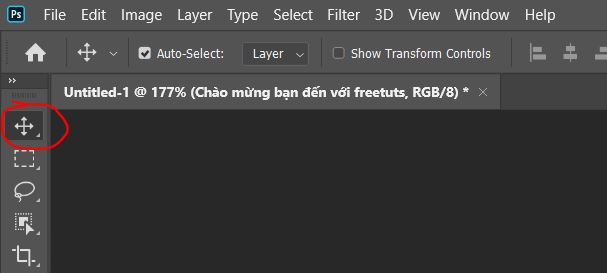 Ps File Edit Image Layer Type Select Filter 3D View Window Help
Auto-Select: Layer Show Transform Controls
Untitled-1 @ 177% (Chào mừng bạn đến với freetuts, RGB/8) *